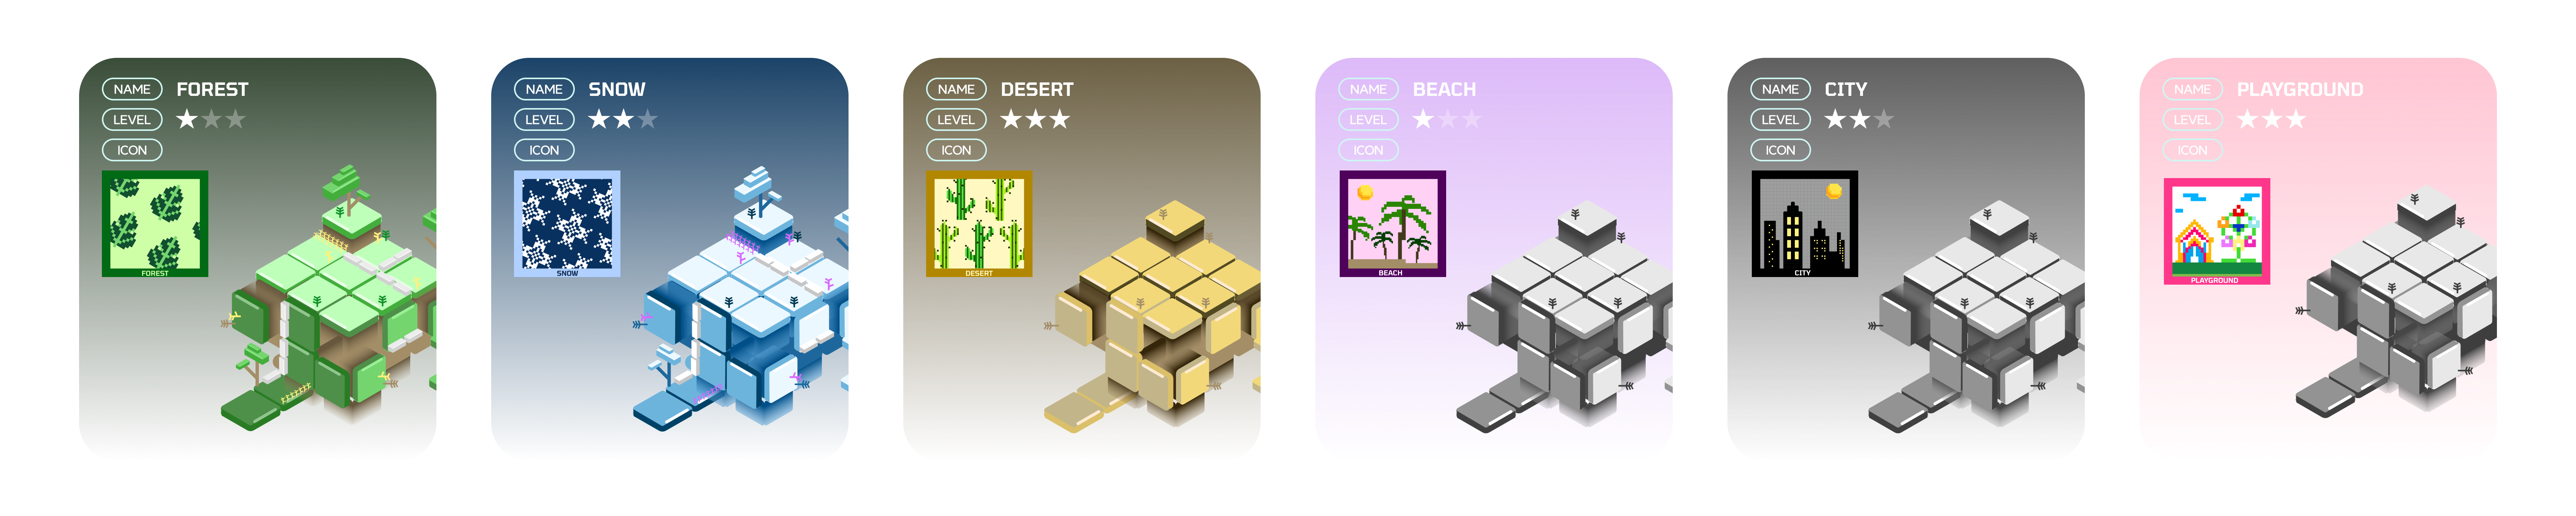 NAME FOREST
LEVEL
ICON
FOREST
NAME SNOW
LEVEL
ICON
SNOW
NAME DESERT
LEVEL
ICON
DESERT
NAME BEACH
LEVEL
ICON
BEACH
NAME CITY
LEVEL
ICON
CITY
NAME PLAYGROUND
LEVEL
ICON
PLAYGROUND